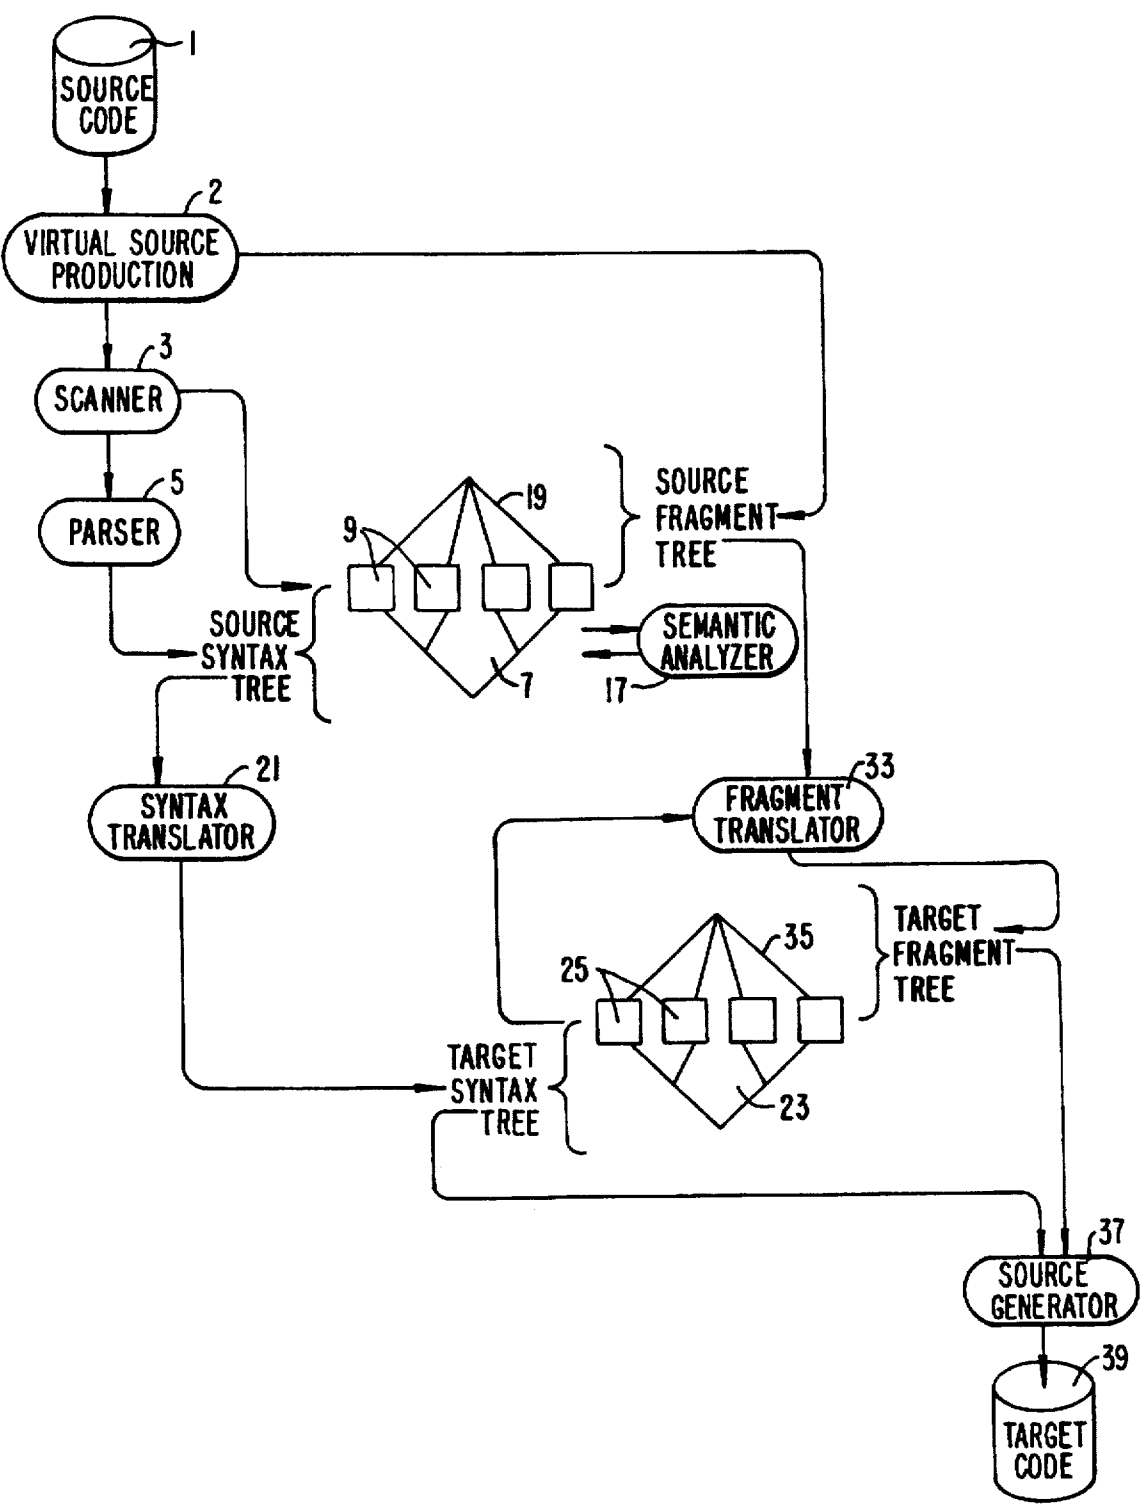 1
SOURCE
CODE
2
VIRTUAL SOURCE
PRODUCTION
3
SCANNER
5
PARSER
19
9
SOURCE
FRAGMENT
TREE
SOURCE
SYNTAX
TREE
7
SEMANTIC
ANALYZER
17
21
SYNTAX
TRANSLATOR
33
FRAGMENT
TRANSLATOR
35
25
TARGET
FRAGMENT
TREE
TARGET
SYNTAX
TREE
23
37
SOURCE
GENERATOR
39
TARGET
CODE